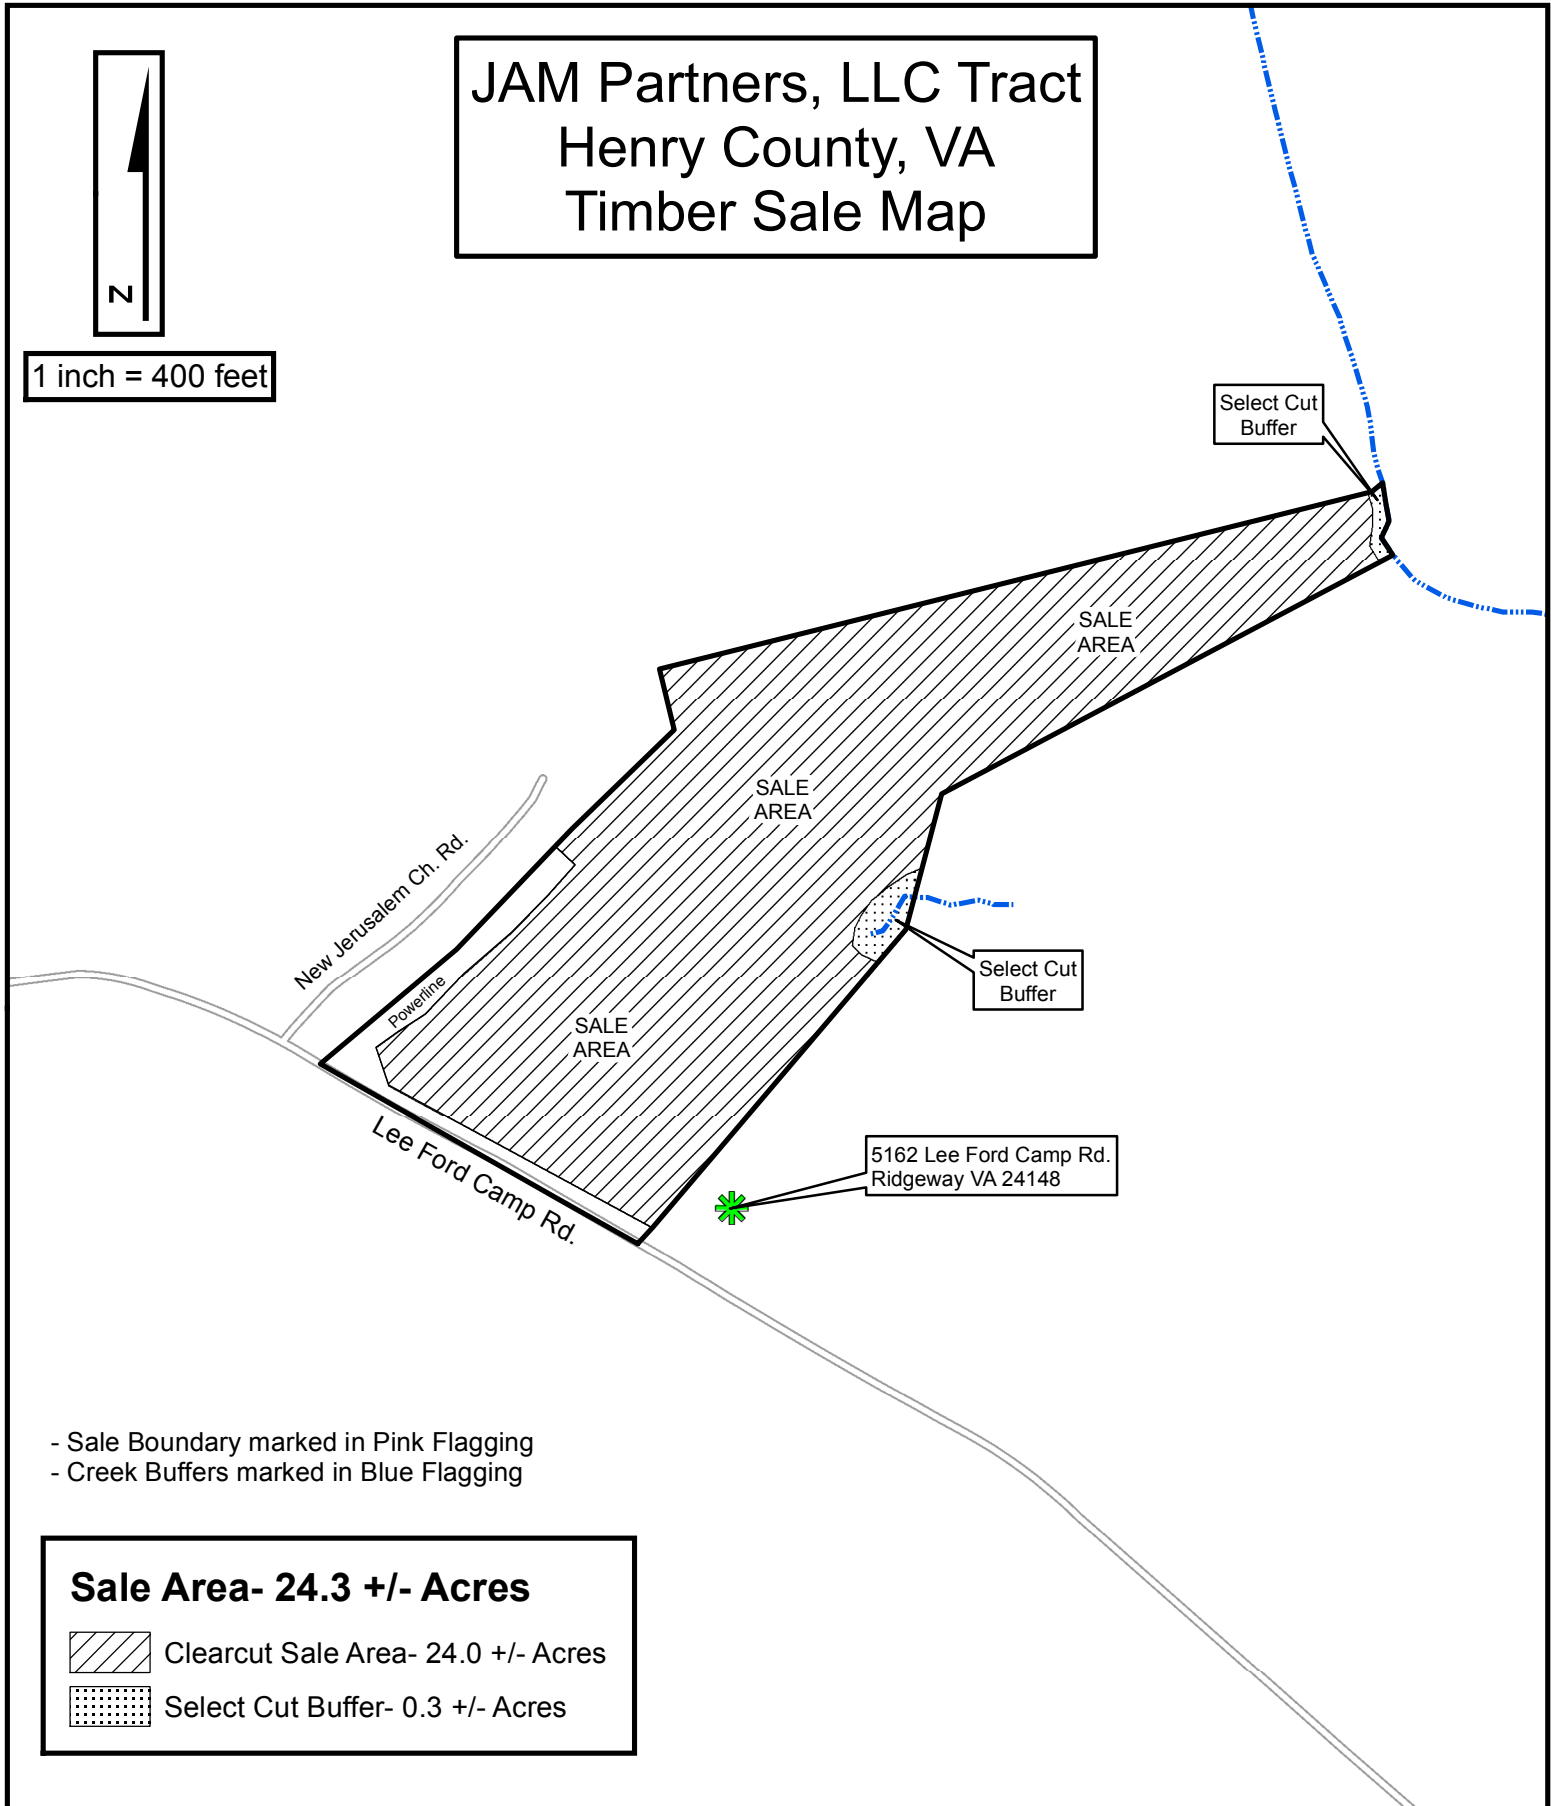 JAM Partners, LLC Tract
Henry County, VA
Timber Sale Map
N
1 inch = 400 feet
Select Cut
Buffer
SALE
AREA
SALE
AREA
New Jerusalem Ch. Rd.
Powerline
Select Cut
Buffer
SALE
AREA
Lee Ford Camp Rd.
5162 Lee Ford Camp Rd.
Ridgeway VA 24148
- Sale Boundary marked in Pink Flagging
- Creek Buffers marked in Blue Flagging
Sale Area- 24.3 +/- Acres
Clearcut Sale Area- 24.0 +/- Acres
Select Cut Buffer- 0.3 +/- Acres